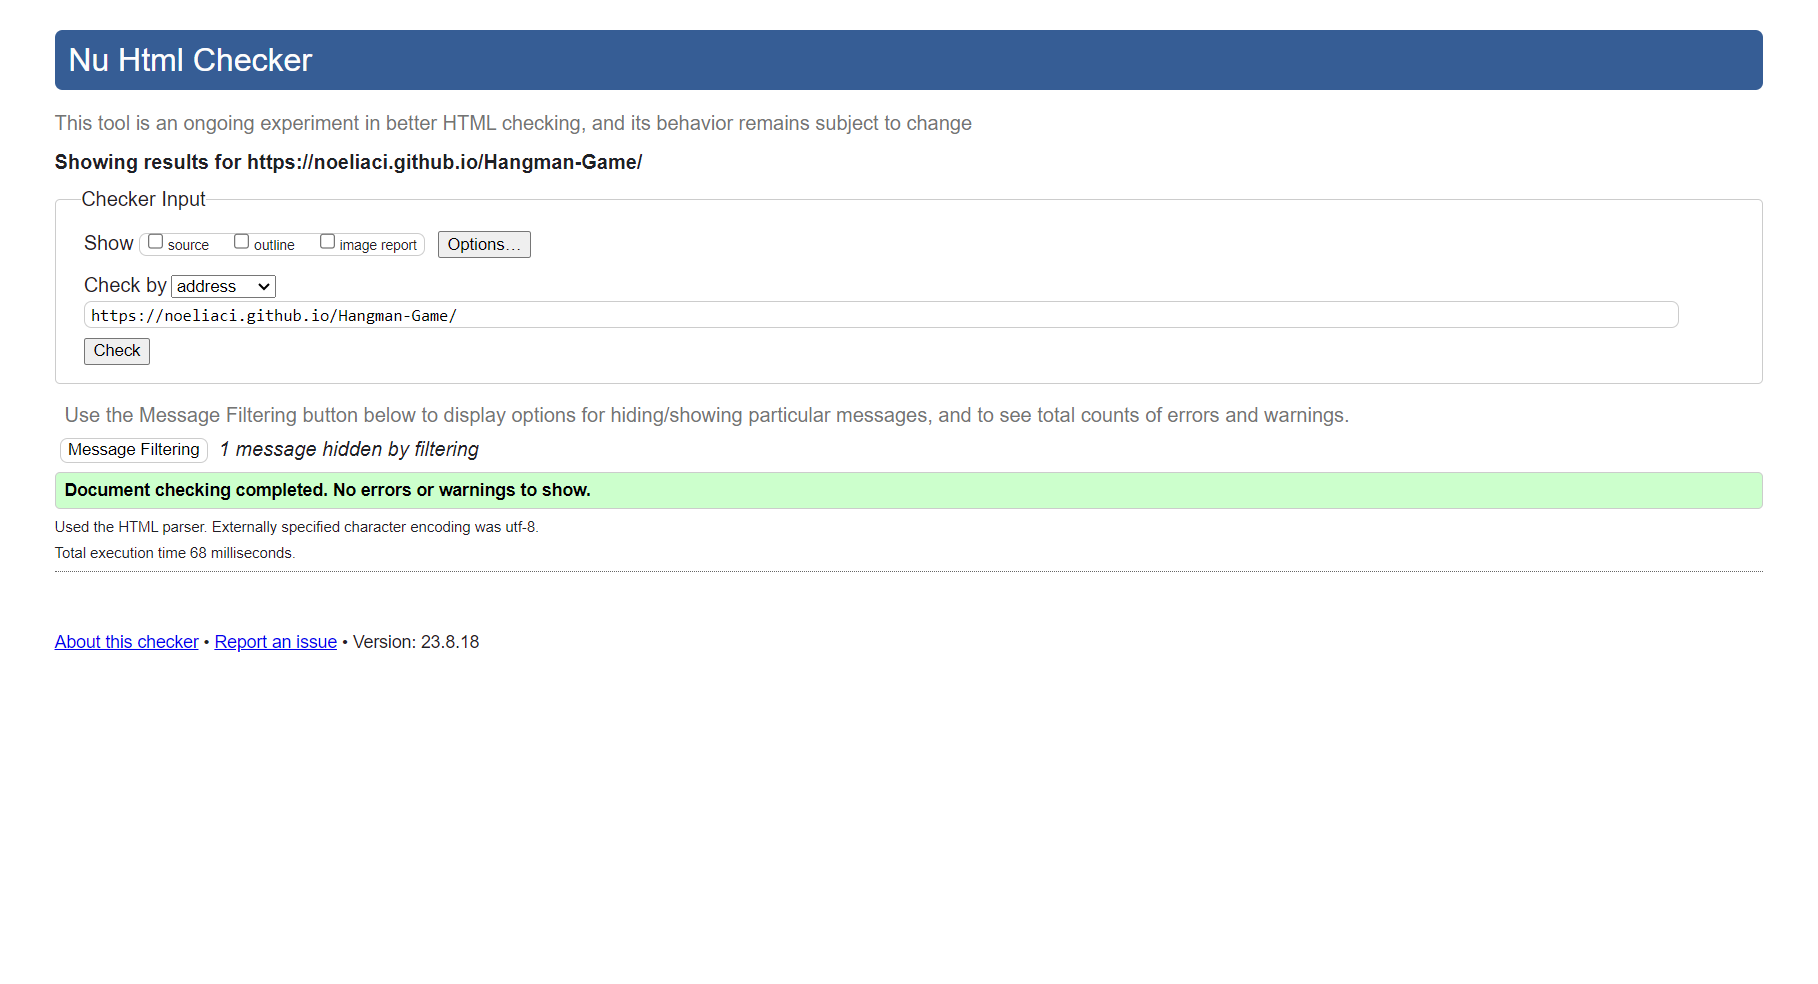 Nu Html Checker
This tool is an ongoing experiment in better HTML checking, and its behavior remains subject to change
Showing results for https://noeliaci.github.io/Hangman-Game/
Checker Input
Show source outline image report Options…
Check by address
https://noeliaci.github.io/Hangman-Game/
Check
Use the Message Filtering button below to display options for hiding/showing particular messages, and to see total counts of errors and warnings.
Message Filtering 1 message hidden by filtering
Document checking completed. No errors or warnings to show.
Used the HTML parser. Externally specified character encoding was utf-8.
Total execution time 68 milliseconds.
About this checker • Report an issue • Version: 23.8.18